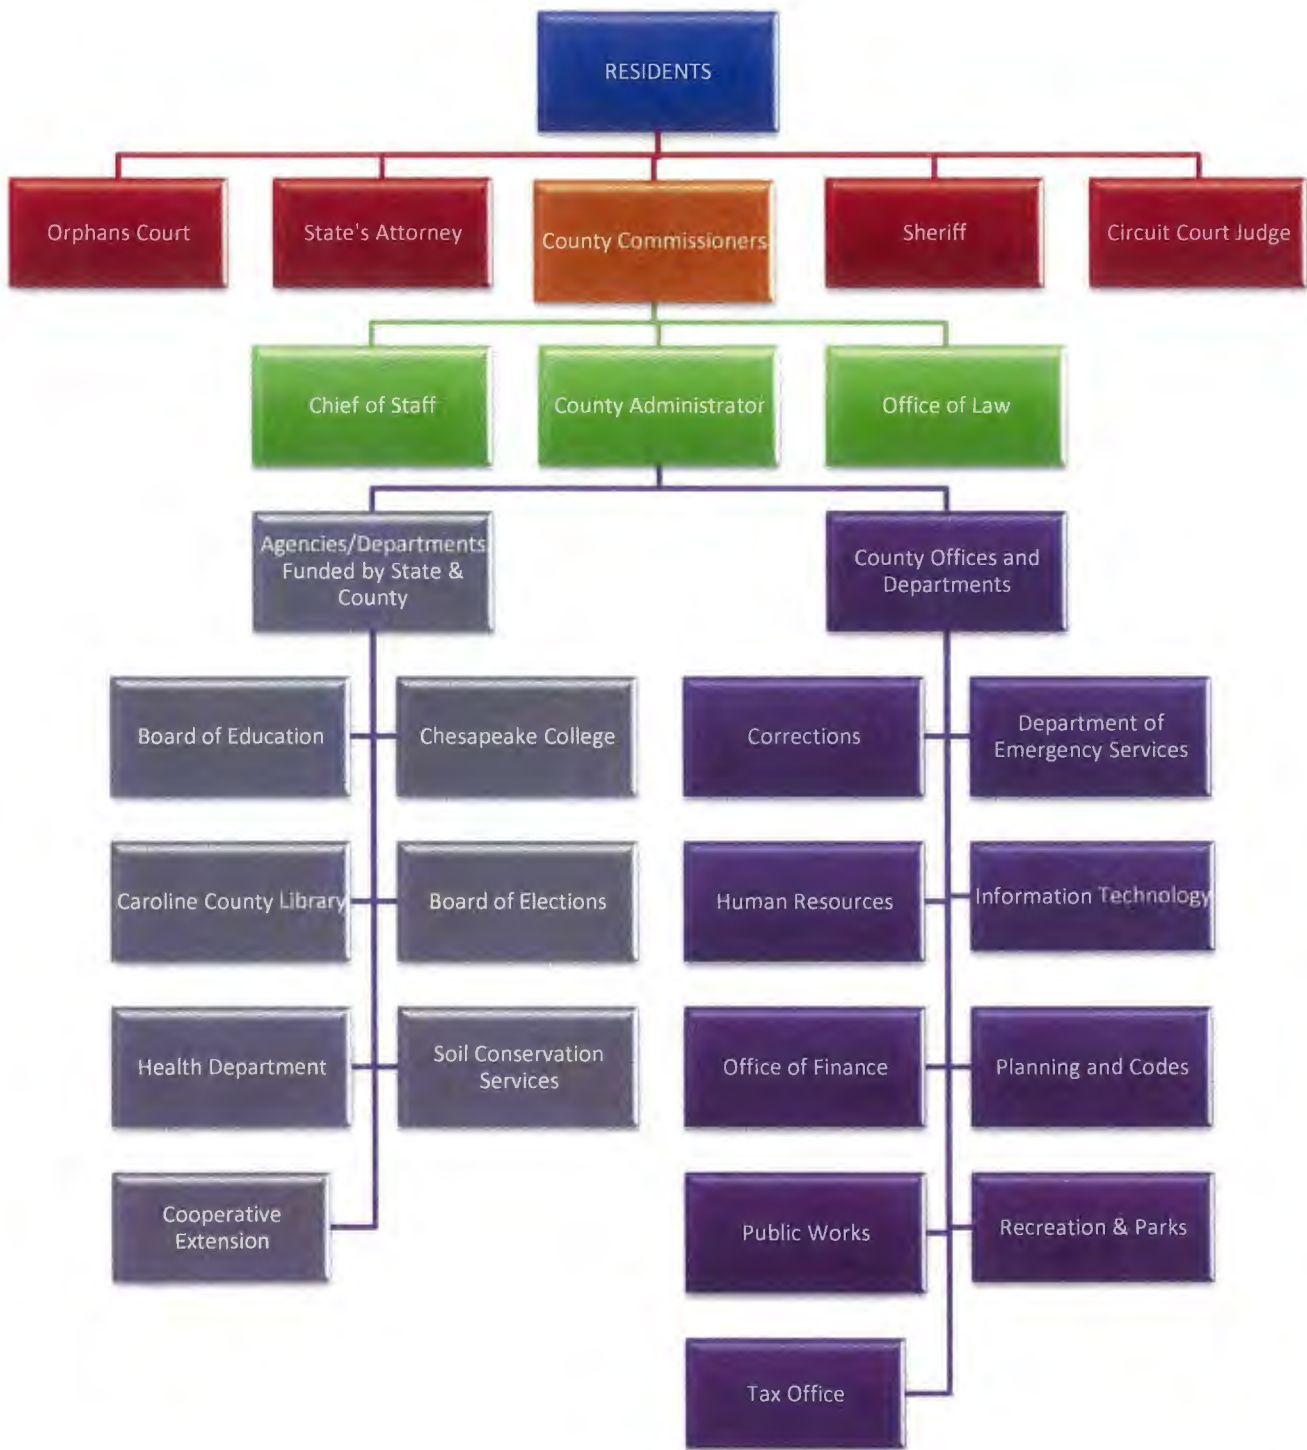 RESIDENTS
Orphans Court
State's Attorney
County Commissioners
Sheriff
Circuit Court Judge
Chief of Staff
County Administrator
Office of Law
Agencies/Departments
Funded by State &
County
County Offices and
Departments
Board of Education
Chesapeake College
Corrections
Department of
Emergency Services
Caroline County Library
Board of Elections
Human Resources
Information Technology
Health Department
Soil Conservation
Services
Office of Finance
Planning and Codes
Cooperative
Extension
Public Works
Recreation & Parks
Tax Office